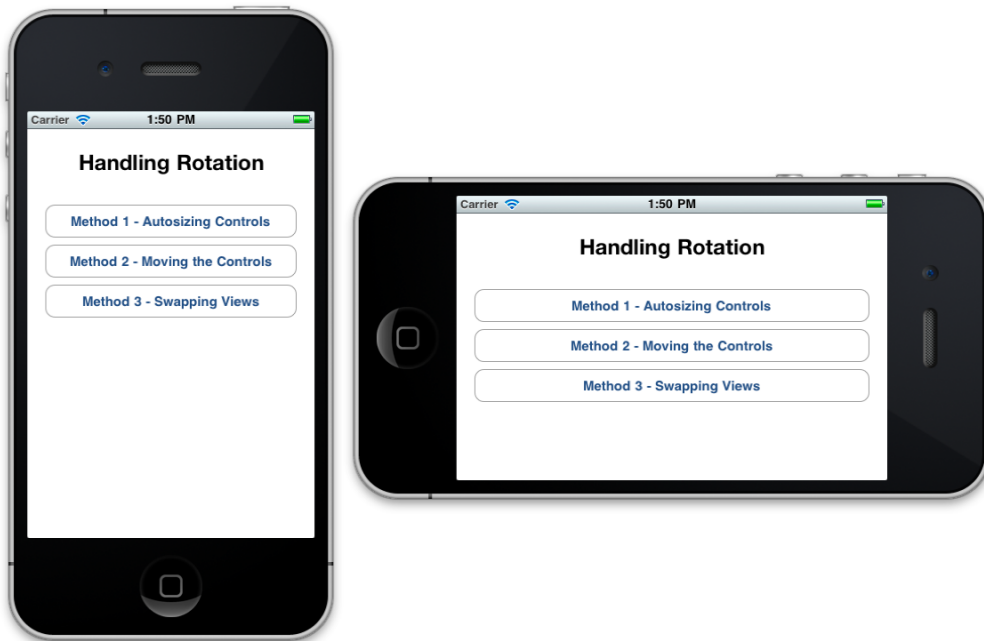 Carrier 1:50 PM
Handling Rotation
Method 1 - Autosizing Controls
Method 2 - Moving the Controls
Method 3 - Swapping Views
Carrier 1:50 PM
Handling Rotation
Method 1 - Autosizing Controls
Method 2 - Moving the Controls
Method 3 - Swapping Views